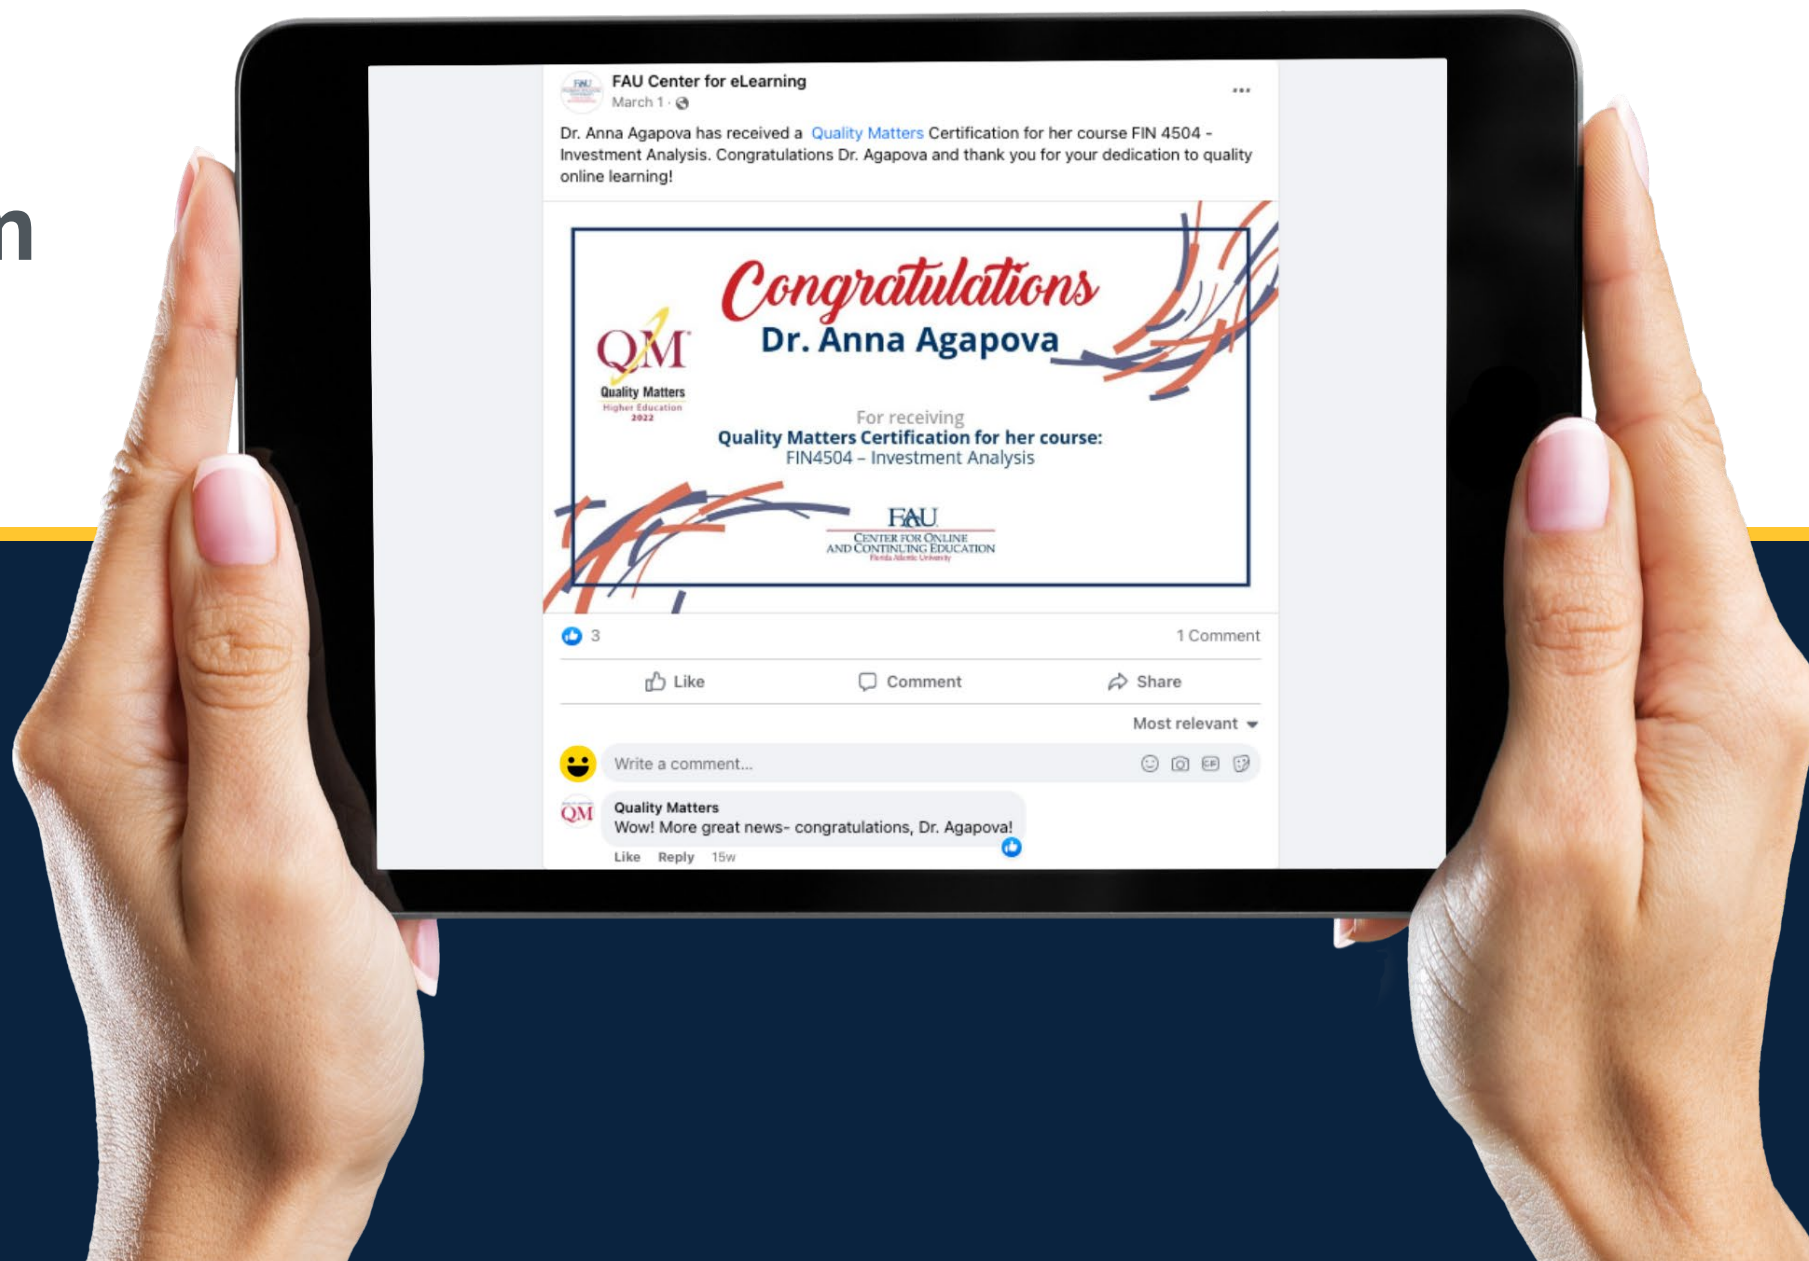 n
FAU Center for eLearning
March 1 ·
Dr. Anna Agapova has received a Quality Matters Certification for her course FIN 4504 -
Investment Analysis. Congratulations Dr. Agapova and thank you for your dedication to quality
online learning!
Congratulations
Dr. Anna Agapova
QM
Quality Matters
Higher Education
2022
For receiving
Quality Matters Certification for her course:
FIN4504 – Investment Analysis
FAU
CENTER FOR ONLINE
AND CONTINUING EDUCATION
Florida Atlantic University
3
1 Comment
Like
Comment
Share
Most relevant
Write a comment...
GIF
QM
Quality Matters
Wow! More great news- congratulations, Dr. Agapova!
Like Reply 15w